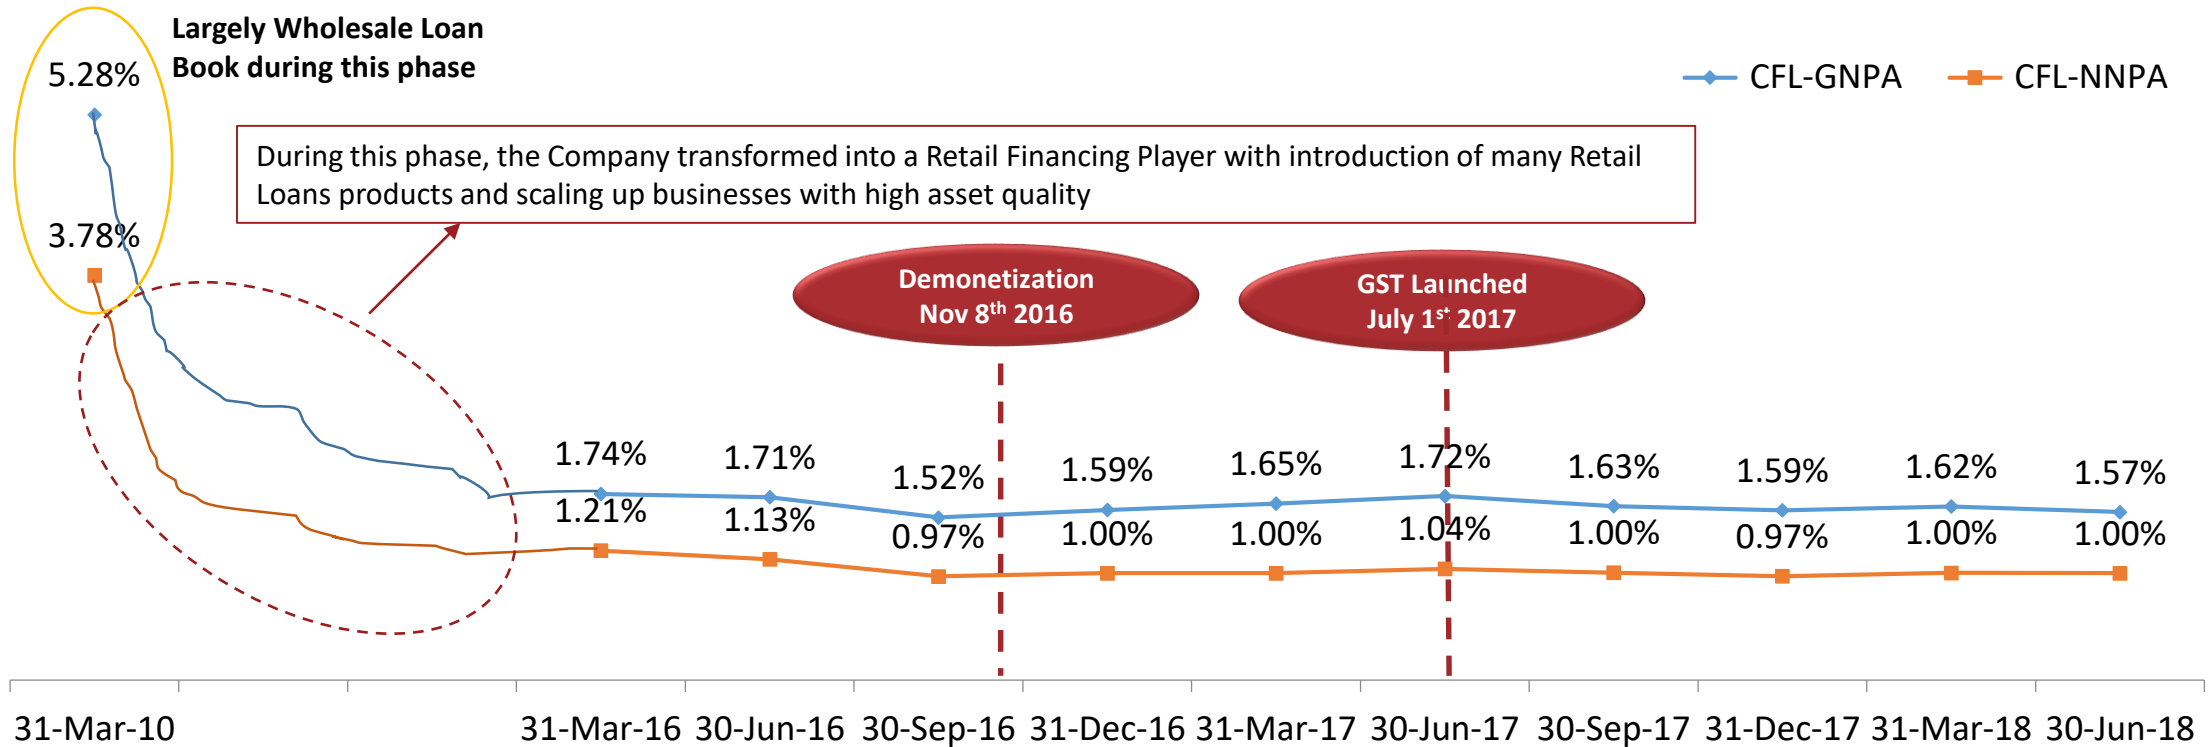 Largely Wholesale Loan
Book during this phase
5.28%
CFL-GNPA
CFL-NNPA
During this phase, the Company transformed into a Retail Financing Player with introduction of many Retail
Loans products and scaling up businesses with high asset quality
3.78%
Demonetization
Nov 8th 2016
GST Launched
July 1st 2017
1.74%
1.71%
1.52%
1.59%
1.65%
1.72%
1.63%
1.59%
1.62%
1.57%
1.21%
1.13%
0.97%
1.00%
1.00%
1.04%
1.00%
0.97%
1.00%
1.00%
31-Mar-10
31-Mar-16
30-Jun-16
30-Sep-16
31-Dec-16
31-Mar-17
30-Jun-17
30-Sep-17
31-Dec-17
31-Mar-18
30-Jun-18